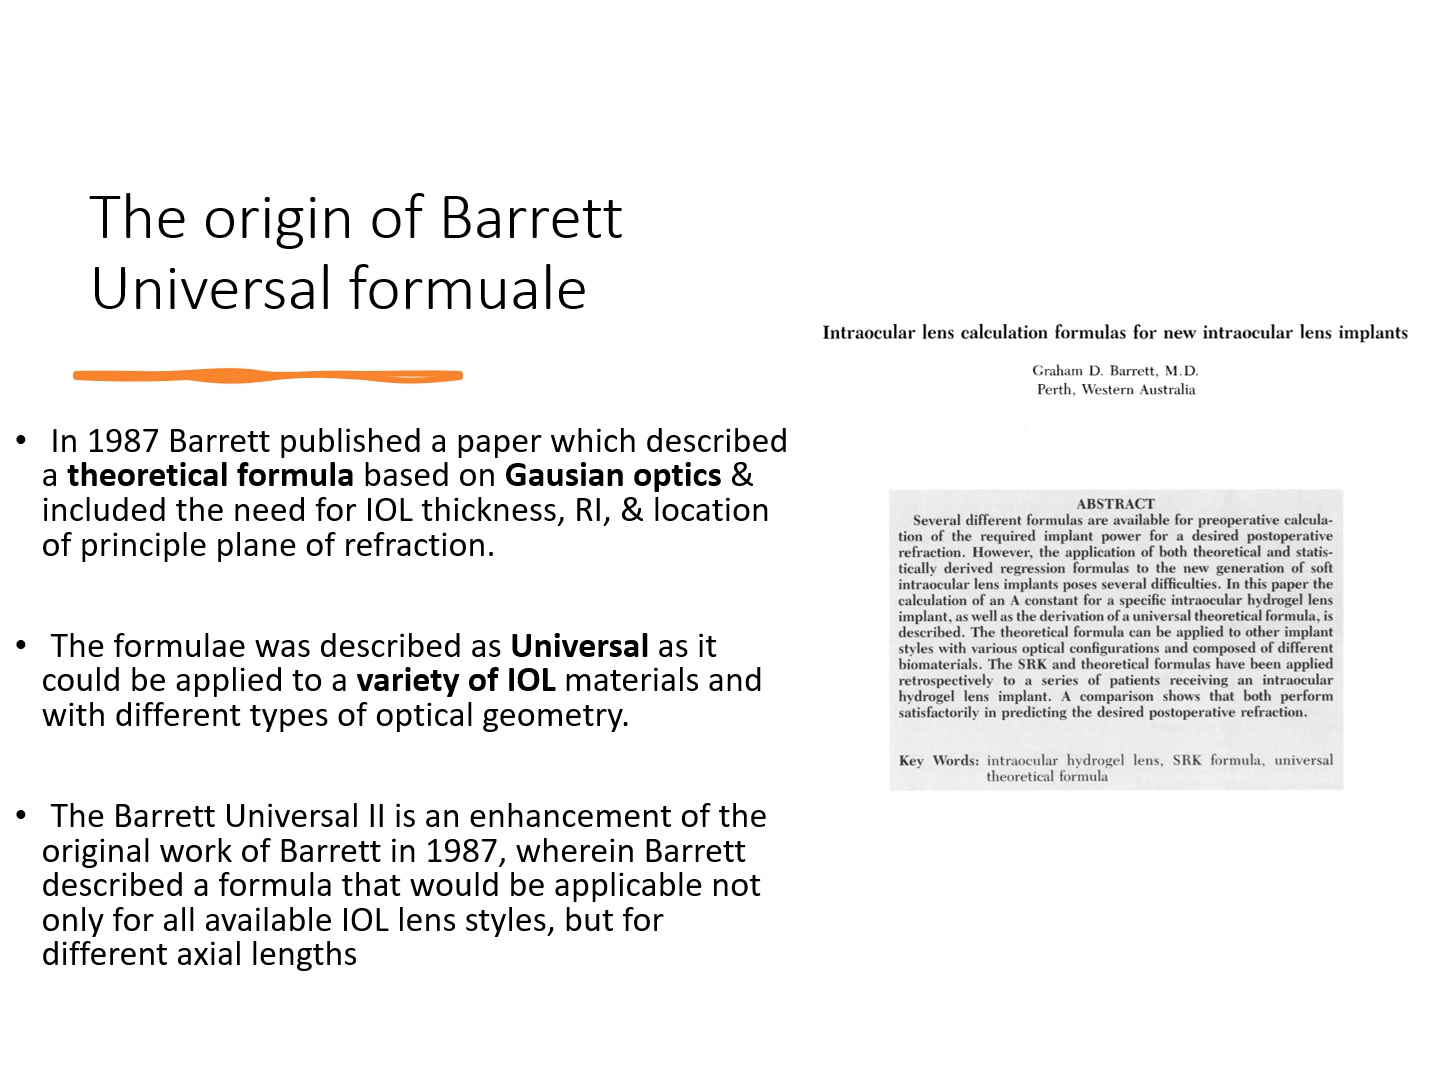 The origin of Barrett
Universal formuale
• In 1987 Barrett published a paper which described
a theoretical formula based on Gausian optics &
included the need for IOL thickness, RI, & location
of principle plane of refraction.
• The formulae was described as Universal as it
could be applied to a variety of IOL materials and
with different types of optical geometry.
• The Barrett Universal II is an enhancement of the
original work of Barrett in 1987, wherein Barrett
described a formula that would be applicable not
only for all available IOL lens styles, but for
different axial lengths
Intraocular lens calculation formulas for new intraocular lens implants
Graham D. Barrett, M.D.
Perth, Western Australia
ABSTRACT
Several different formulas are available for preoperative calcula-
tion of the required implant power for a desired postoperative
refraction. However, the application of both theoretical and statis-
tically derived regression formulas to the new generation of soft
intraocular lens implants poses several difficulties. In this paper the
calculation of an A constant for a specific intraocular hydrogel lens
implant, as well as the derivation of a universal theoretical formula, is
described. The theoretical formula can be applied to other implant
styles with various optical configurations and composed of different
biomaterials. The SRK and theoretical formulas have been applied
retrospectively to a series of patients receiving an intraocular
hydrogel lens implant. A comparison shows that both perform
satisfactorily in predicting the desired postoperative refraction.
Key Words: intraocular hydrogel lens, SRK formula, universal
theoretical formula